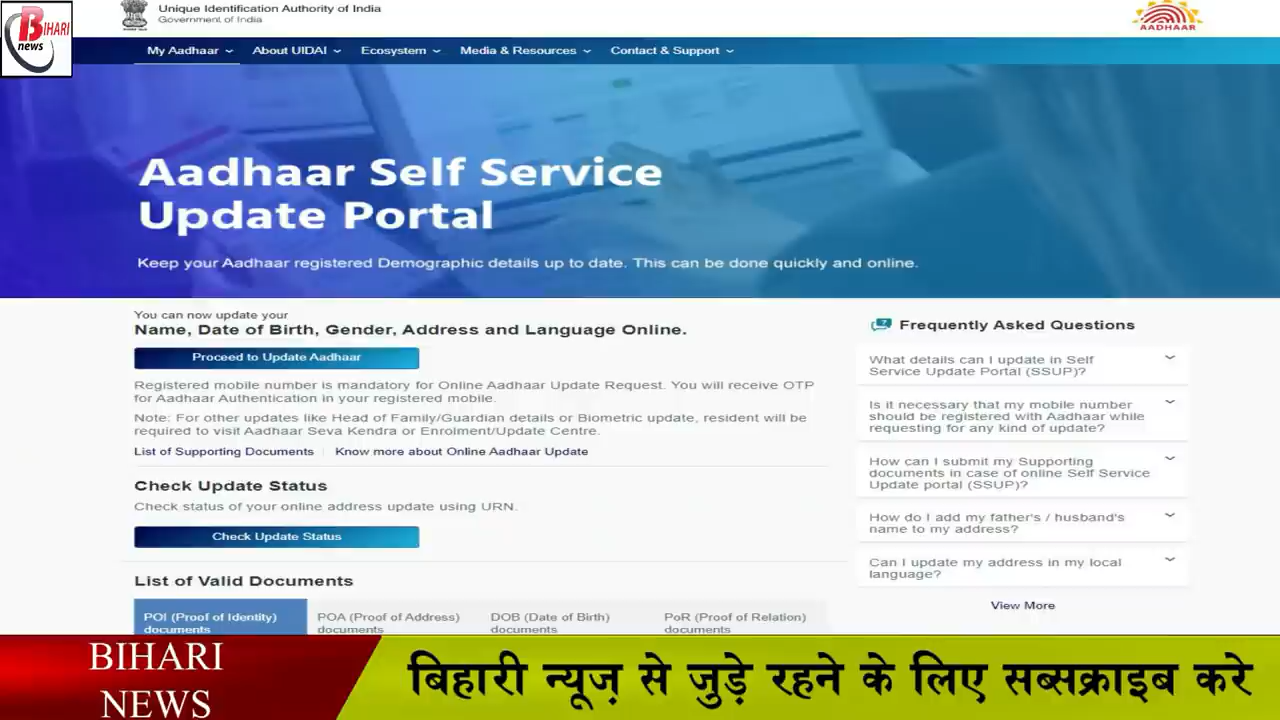 BIHARI
news
Unique Identification Authority of India
Government of India
AADHAAR
My Aadhaar About UIDAI Ecosystem Media & Resources Contact & Support
Aadhaar Self Service
Update Portal
Keep your Aadhaar registered Demographic details up to date. This can be done quickly and online.
You can now update your
Name, Date of Birth, Gender, Address and Language Online.
Proceed to Update Aadhaar
Registered mobile number is mandatory for Online Aadhaar Update Request. You will receive OTP
for Aadhaar Authentication in your registered mobile.
Note: For other updates like Head of Family/Guardian details or Biometric update, resident will be
required to visit Aadhaar Seva Kendra or Enrolment/Update Centre.
List of Supporting Documents Know more about Online Aadhaar Update
Check Update Status
Check status of your online address update using URN.
Check Update Status
List of Valid Documents
POI (Proof of Identity)
documents
POA (Proof of Address)
documents
DOB (Date of Birth)
documents
PoR (Proof of Relation)
documents
Frequently Asked Questions
What details can I update in Self
Service Update Portal (SSUP)?
Is it necessary that my mobile number
should be registered with Aadhaar while
requesting for any kind of update?
How can I submit my Supporting
documents in case of online Self Service
Update portal (SSUP)?
How do I add my father's / husband's
name to my address?
Can I update my address in my local
language?
View More
BIHARI
NEWS
बिहारी न्यूज़ से जुड़े रहने के लिए सब्सक्राइब करे